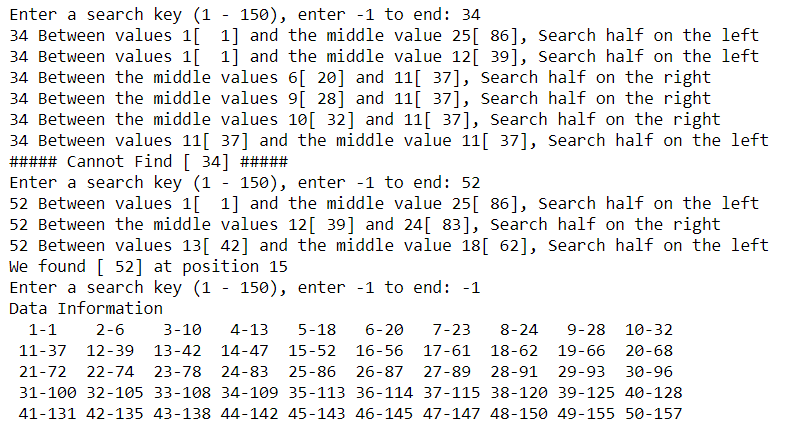 Enter a search key (1 - 150), enter -1 to end: 34
34 Between values 1[  1] and the middle value 25[ 86], Search half on the left
34 Between values 1[  1] and the middle value 12[ 39], Search half on the left
34 Between the middle values 6[ 20] and 11[ 37], Search half on the right
34 Between the middle values 9[ 28] and 11[ 37], Search half on the right
34 Between the middle values 10[ 32] and 11[ 37], Search half on the right
34 Between values 11[ 37] and the middle value 11[ 37], Search half on the left
##### Cannot Find [ 34] #####
Enter a search key (1 - 150), enter -1 to end: 52
52 Between values 1[  1] and the middle value 25[ 86], Search half on the left
52 Between the middle values 12[ 39] and 24[ 83], Search half on the right
52 Between values 13[ 42] and the middle value 18[ 62], Search half on the left
We found [ 52] at position 15
Enter a search key (1 - 150), enter -1 to end: -1
Data Information
  1-1    2-6    3-10   4-13   5-18   6-20   7-23   8-24   9-28  10-32
 11-37  12-39  13-42  14-47  15-52  16-56  17-61  18-62  19-66  20-68
 21-72  22-74  23-78  24-83  25-86  26-87  27-89  28-91  29-93  30-96
 31-100 32-105 33-108 34-109 35-113 36-114 37-115 38-120 39-125 40-128
 41-131 42-135 43-138 44-142 45-143 46-145 47-147 48-150 49-155 50-157